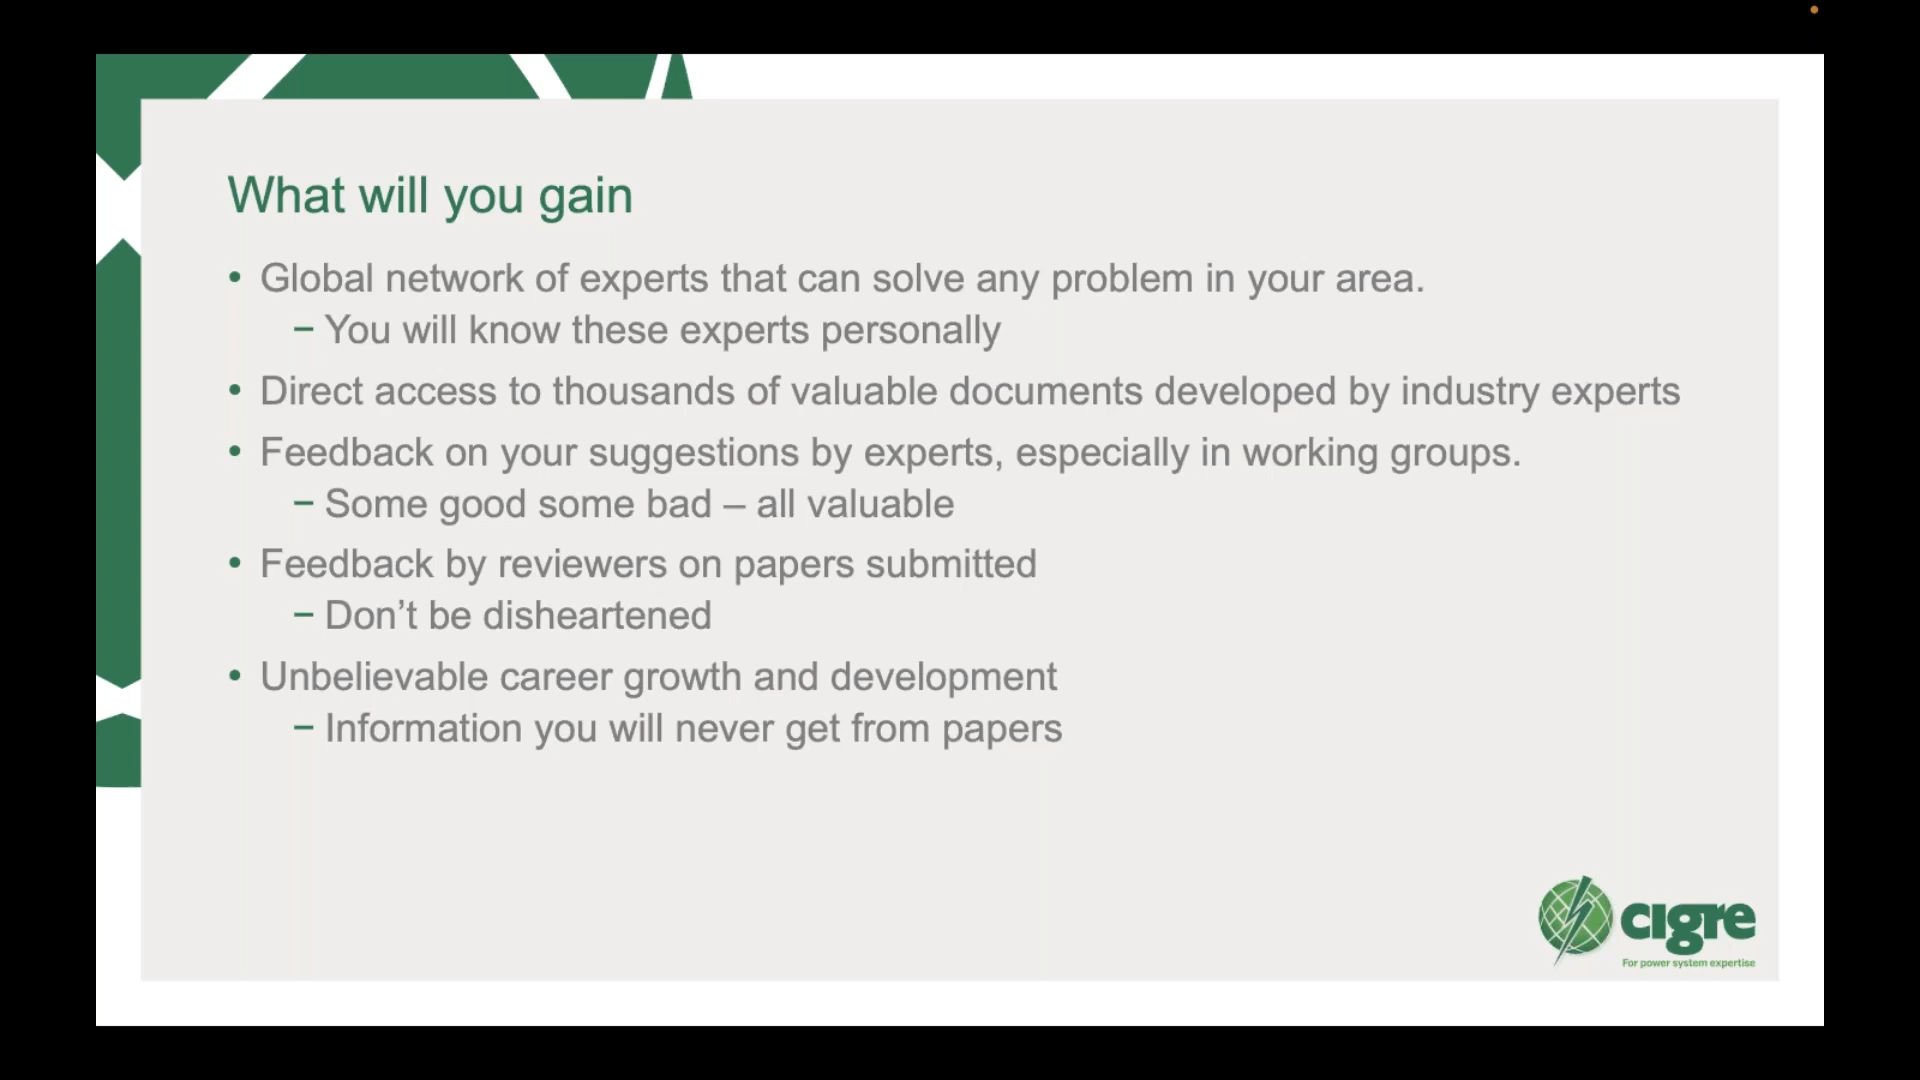 What will you gain
• Global network of experts that can solve any problem in your area.
– You will know these experts personally
• Direct access to thousands of valuable documents developed by industry experts
• Feedback on your suggestions by experts, especially in working groups.
– Some good some bad – all valuable
• Feedback by reviewers on papers submitted
– Don’t be disheartened
• Unbelievable career growth and development
– Information you will never get from papers
cigre
For power system expertise